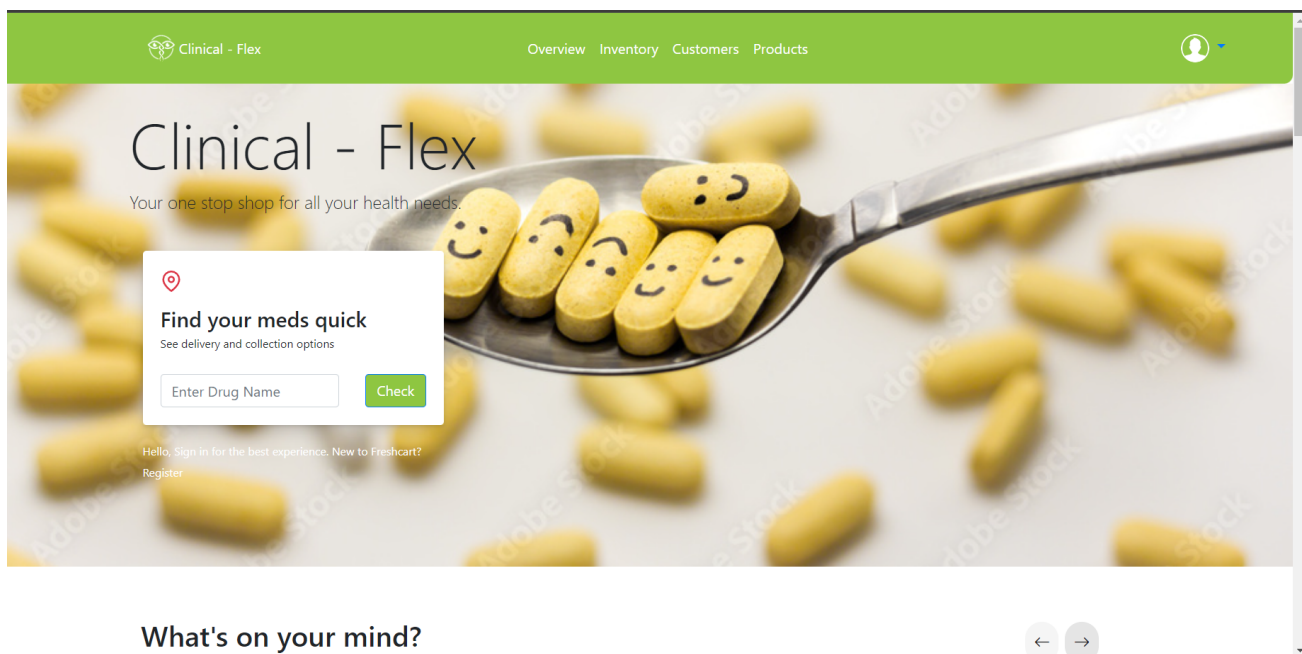 Clinical - Flex
Overview Inventory Customers Products
Clinical - Flex
Your one stop shop for all your health needs.
Find your meds quick
See delivery and collection options
Enter Drug Name
Check
Hello, Sign in for the best experience. New to Freshcart?
Register
Adobe Stock
What's on your mind?